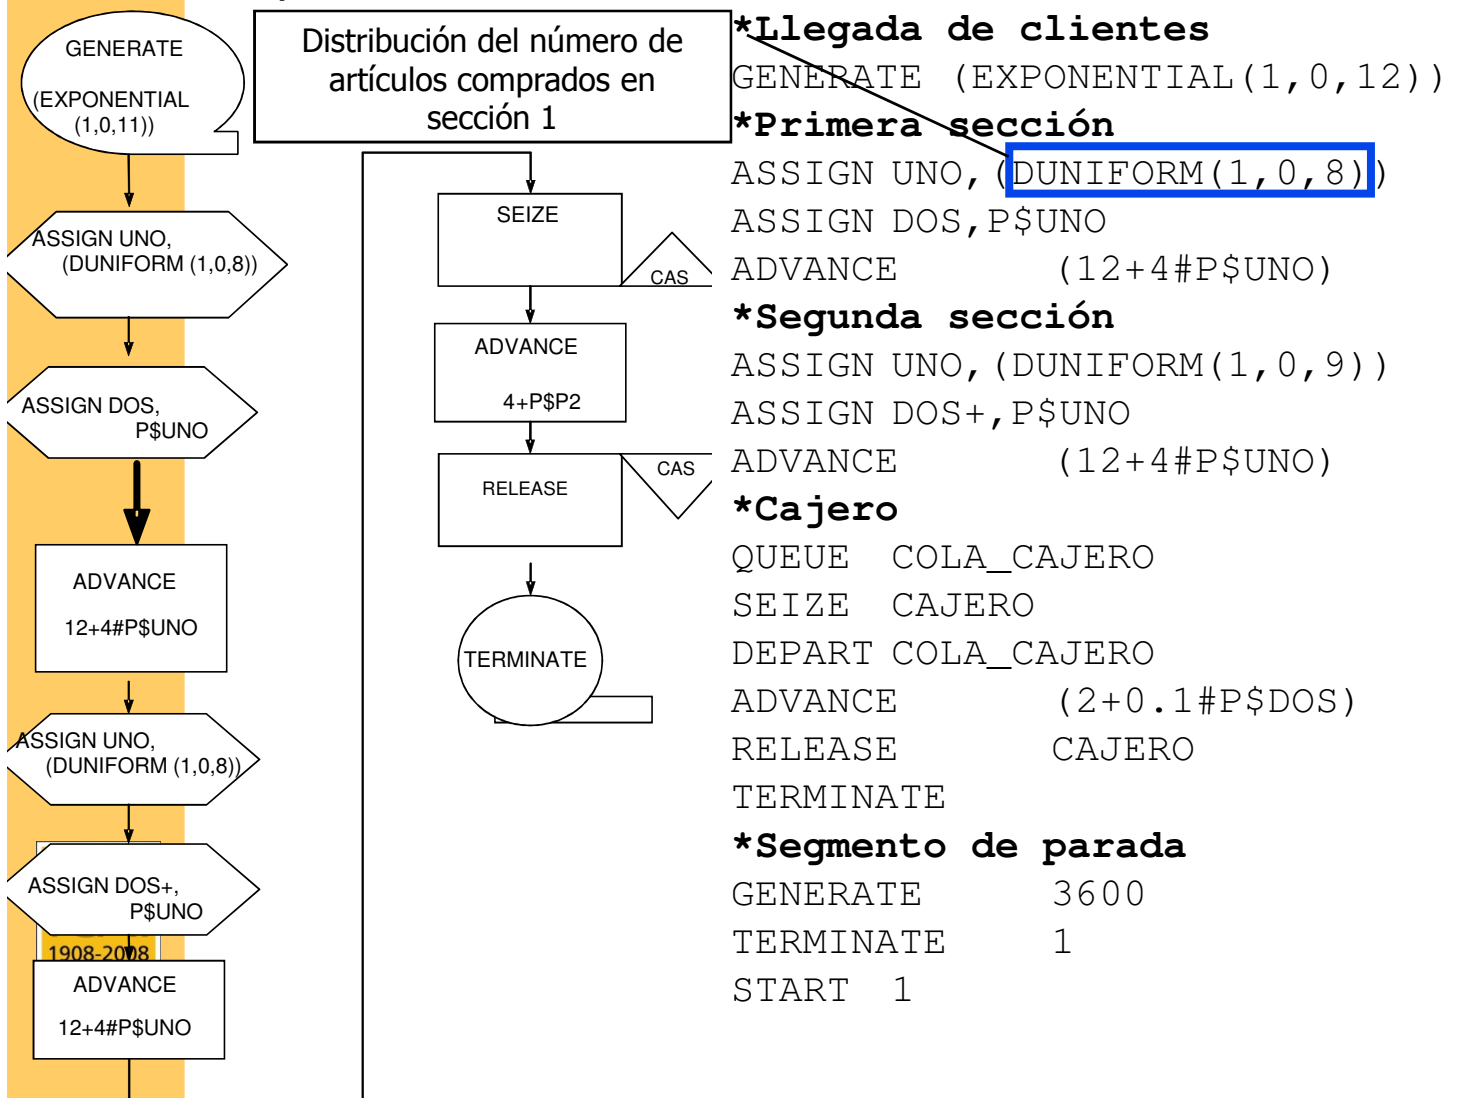 GENERATE
(EXPONENTIAL
(1,0,11))
ASSIGN UNO,
(DUNIFORM (1,0,8))
ASSIGN DOS,
P$UNO
ADVANCE
12+4#P$UNO
ASSIGN UNO,
(DUNIFORM (1,0,8))
ASSIGN DOS+,
P$UNO
1908-2008
ADVANCE
12+4#P$UNO
Distribución del número de
artículos comprados en
sección 1
SEIZE
CAS
ADVANCE
4+P$P2
RELEASE
CAS
TERMINATE
*Llegada de clientes
GENERATE (EXPONENTIAL(1,0,12))
*Primera sección
ASSIGN UNO,(DUNIFORM(1,0,8))
ASSIGN DOS,P$UNO
ADVANCE (12+4#P$UNO)
*Segunda sección
ASSIGN UNO,(DUNIFORM(1,0,9))
ASSIGN DOS+,P$UNO
ADVANCE (12+4#P$UNO)
*Cajero
QUEUE COLA_CAJERO
SEIZE CAJERO
DEPART COLA_CAJERO
ADVANCE (2+0.1#P$DOS)
RELEASE CAJERO
TERMINATE
*Segmento de parada
GENERATE 3600
TERMINATE 1
START 1